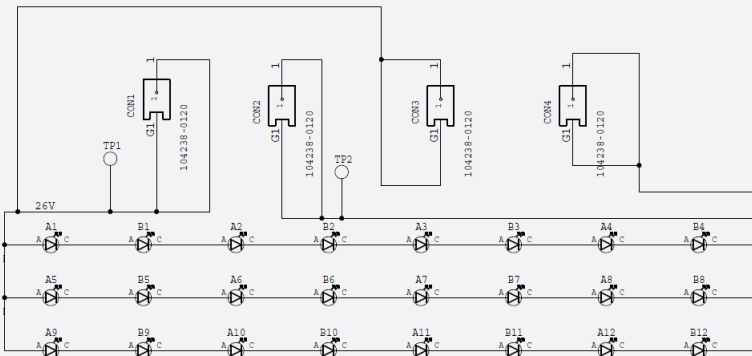 1
1
1
1
CON1
1
G1
104238-0120
CON2
1
G1
104238-0120
CON3
1
G1
104238-0120
CON4
1
G1
104238-0120
TP1
TP2
26V
A1 B1 A2 B2 A3 B3 A4 B4
A C A C A C A C A C A C A C A C
A5 B5 A6 B6 A7 B7 A8 B8
A C A C A C A C A C A C A C A C
A9 B9 A10 B10 A11 B11 A12 B12
A C A C A C A C A C A C A C A C